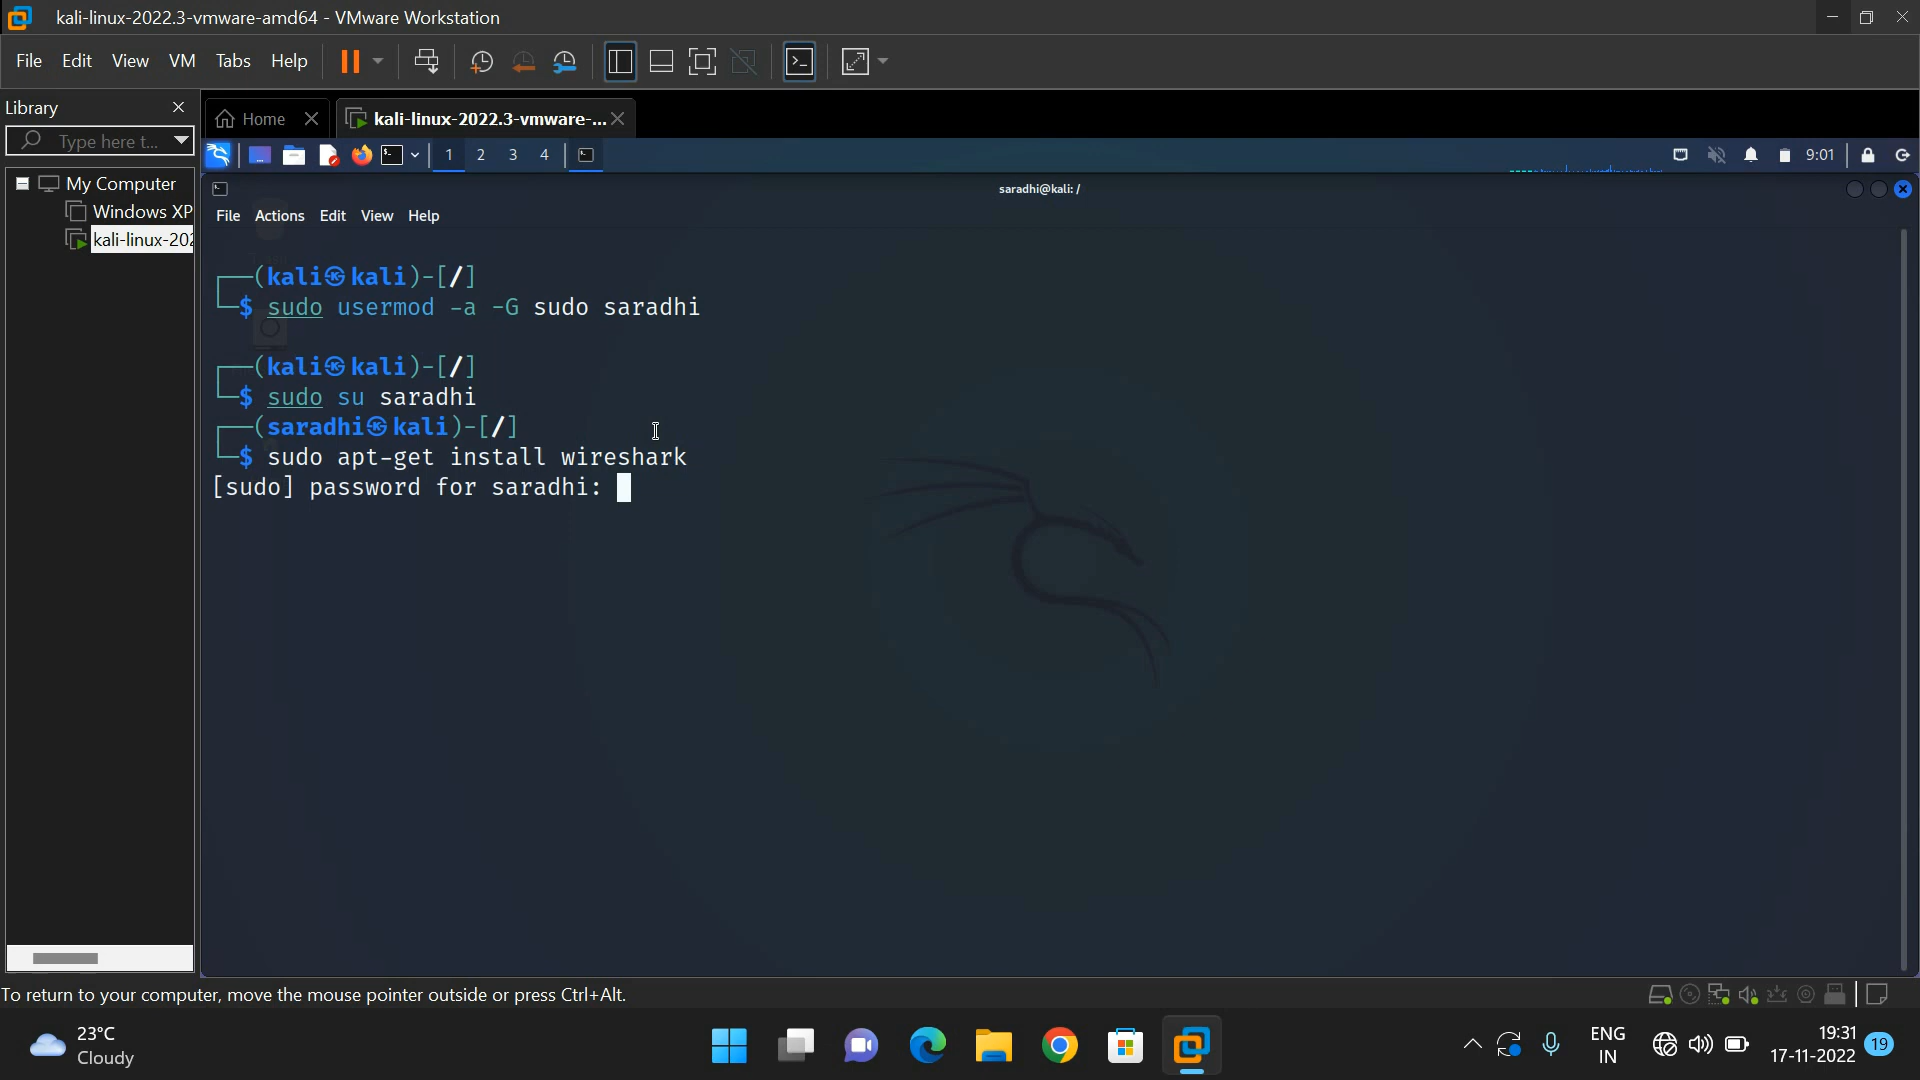 kali-linux-2022.3-vmware-amd64 - VMware Workstation
File Edit View VM Tabs Help
Library
Home
kali-linux-2022.3-vmware-...
Type here t...
1 2 3 4
9:01
My Computer
Windows XP
kali-linux-202
saradhi@kali: /
File Actions Edit View Help
┌──(kali㉿kali)-[/]
└─$ sudo usermod -a -G sudo saradhi
┌──(kali㉿kali)-[/]
└─$ sudo su saradhi
┌──(saradhi㉿kali)-[/]
└─$ sudo apt-get install wireshark
[sudo] password for saradhi:
To return to your computer, move the mouse pointer outside or press Ctrl+Alt.
23°C
Cloudy
ENG
IN
19:31
17-11-2022
19